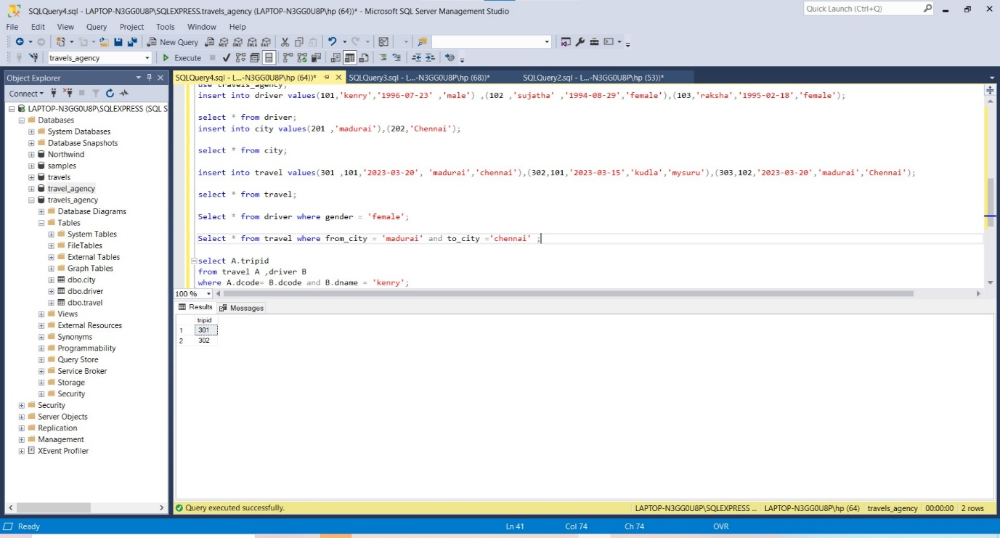 SQLQuery4.sql - LAPTOP-N3GG0U8P\SQLEXPRESS.travels_agency (LAPTOP-N3GG0U8P\hp (64))* - Microsoft SQL Server Management Studio
Quick Launch (Ctrl+Q)
File Edit View Query Project Tools Window Help
New Query
travels_agency
Execute
Object Explorer
Connect
LAPTOP-N3GG0U8P\SQLEXPRESS (SQL S
Databases
System Databases
Database Snapshots
Northwind
samples
travels
travel_agency
travels_agency
Database Diagrams
Tables
System Tables
FileTables
External Tables
Graph Tables
dbo.city
dbo.driver
dbo.travel
Views
External Resources
Synonyms
Programmability
Query Store
Service Broker
Storage
Security
Security
Server Objects
Replication
Management
XEvent Profiler
SQLQuery4.sql - L...-N3GG0U8P\hp (64))* SQLQuery3.sql - L...-N3GG0U8P\hp (68))* SQLQuery2.sql - L...-N3GG0U8P\hp (53))*
use travels_agency;
insert into driver values(101,'kenry','1996-07-23' ,'male') ,(102 ,'sujatha' ,'1994-08-29','female'),(103,'raksha','1995-02-18','female');
select * from driver;
insert into city values(201 ,'madurai'),(202,'Chennai');
select * from city;
insert into travel values(301 ,101,'2023-03-20', 'madurai','chennai'),(302,101,'2023-03-15','kudla','mysuru'),(303,102,'2023-03-20','madurai','Chennai');
select * from travel;
Select * from driver where gender = 'female';
Select * from travel where from_city = 'madurai' and to_city ='chennai' ;
select A.tripid
from travel A ,driver B
where A.dcode= B.dcode and B.dname = 'kenry';
100 %
Results Messages
tripid
1 301
2 302
Query executed successfully.
LAPTOP-N3GG0U8P\SQLEXPRESS ... LAPTOP-N3GG0U8P\hp (64) travels_agency 00:00:00 2 rows
Ready Ln 41 Col 74 Ch 74 OVR